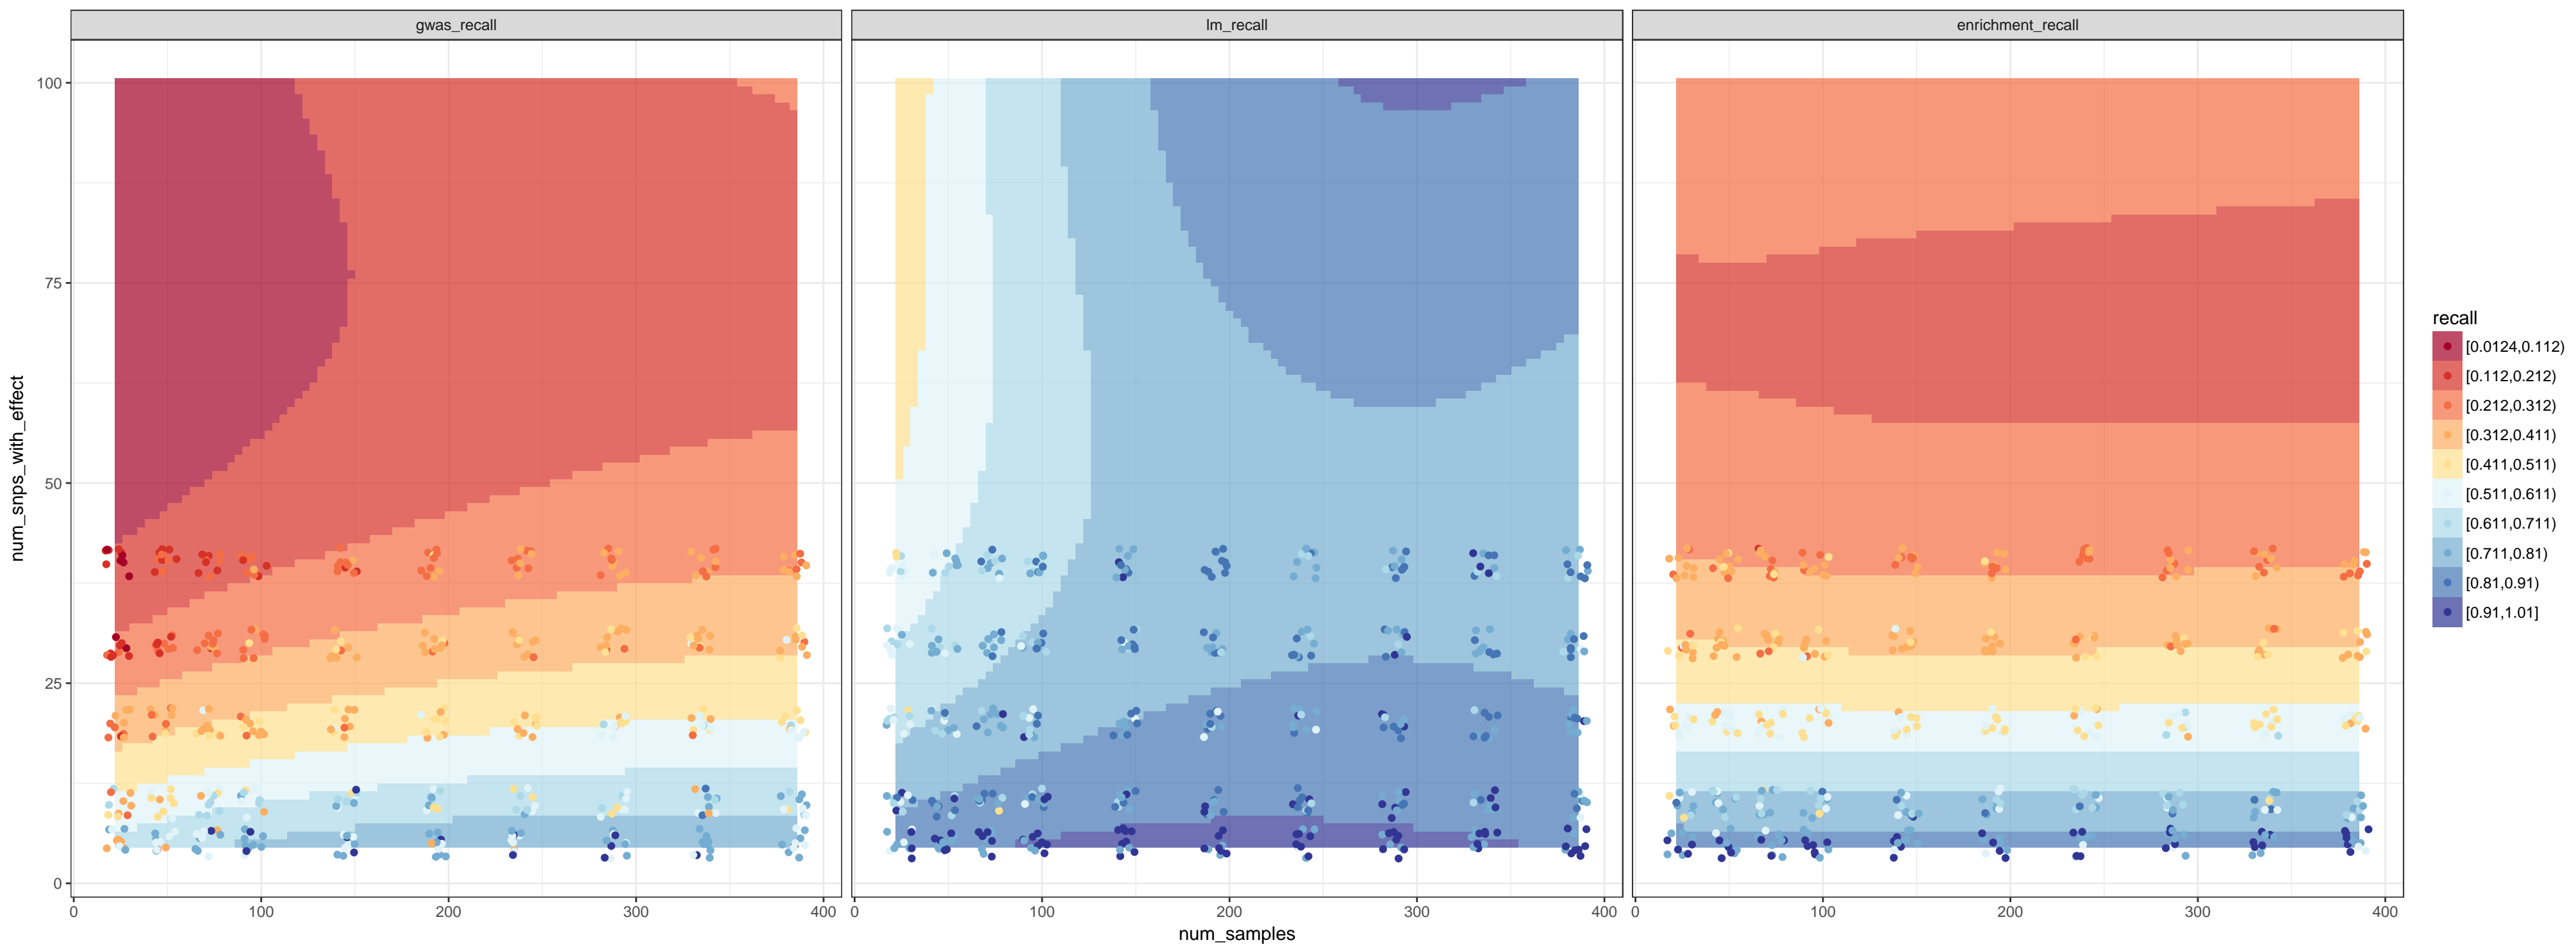 gwas_recall
lm_recall
enrichment_recall
num_snps_with_effect
100
75
50
25
0
0 100 200 300 400
0 100 200 300 400
0 100 200 300 400
num_samples
recall
[0.0124,0.112)
[0.112,0.212)
[0.212,0.312)
[0.312,0.411)
[0.411,0.511)
[0.511,0.611)
[0.611,0.711)
[0.711,0.81)
[0.81,0.91)
[0.91,1.01]